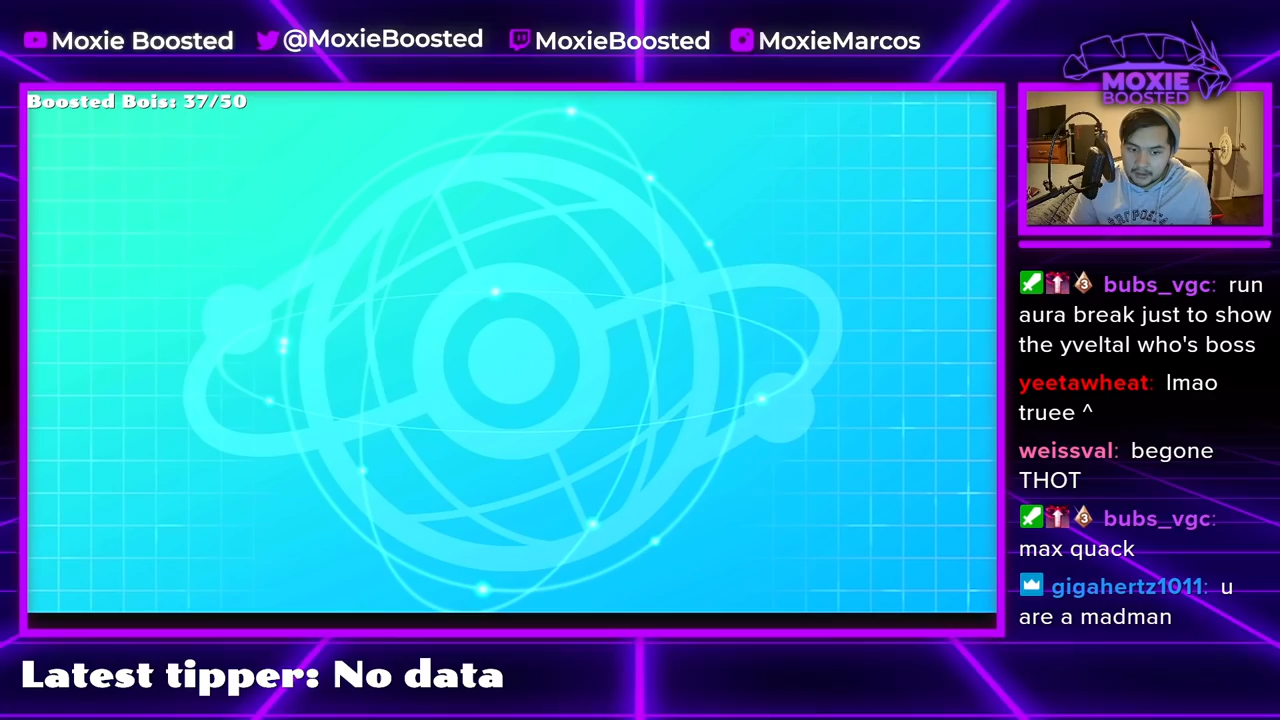 Moxie Boosted @MoxieBoosted MoxieBoosted MoxieMarcos
MOXIE
BOOSTED
Boosted Bois: 37/50
bubs_vgc: run
aura break just to show
the yveltal who's boss
yeetawheat: lmao
truee ^
weissval: begone
THOT
bubs_vgc:
max quack
gigahertz1011: u
are a madman
Latest tipper: No data